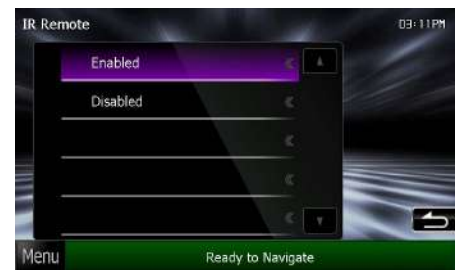 IR Remote 03:11PM
Enabled
Disabled
Menu Ready to Navigate